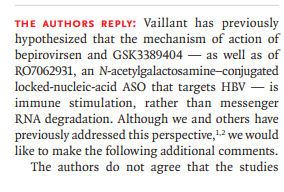 THE AUTHORS REPLY: Vaillant has previously
hypothesized that the mechanism of action of
bepirovirsen and GSK3389404 — as well as of
RO7062931, an N-acetylgalactosamine–conjugated
locked-nucleic-acid ASO that targets HBV — is
immune stimulation, rather than messenger
RNA degradation. Although we and others have
previously addressed this perspective,1,2 we would
like to make the following additional comments.
The authors do not agree that the studies